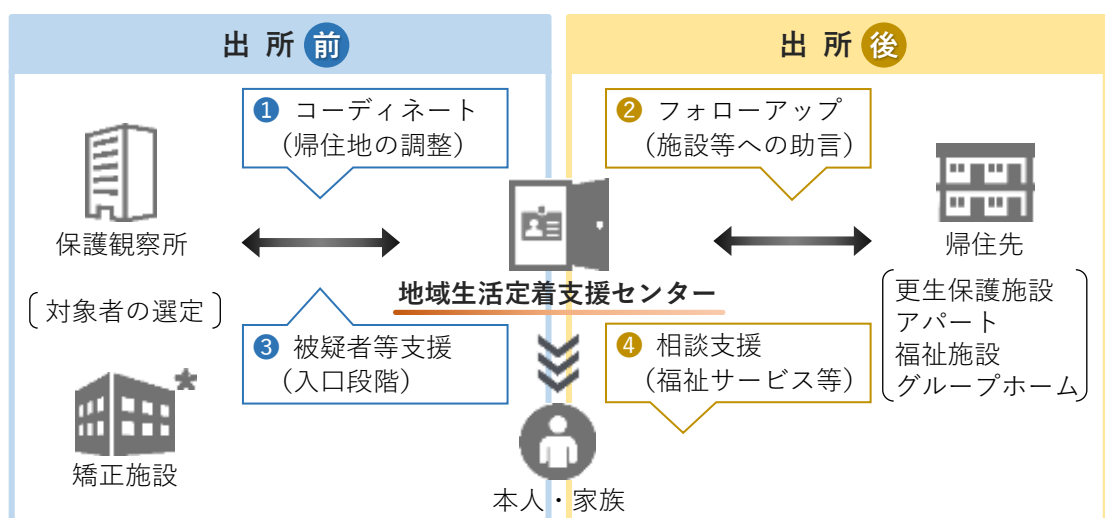 出所前
❶ コーディネート
(帰住地の調整)
保護観察所
〔対象者の選定〕
❸ 被疑者等支援
(入口段階)
矯正施設
地域生活定着支援センター
本人・家族
出所後
❷ フォローアップ
(施設等への助言)
帰住先
更生保護施設
アパート
福祉施設
グループホーム
❹ 相談支援
(福祉サービス等)